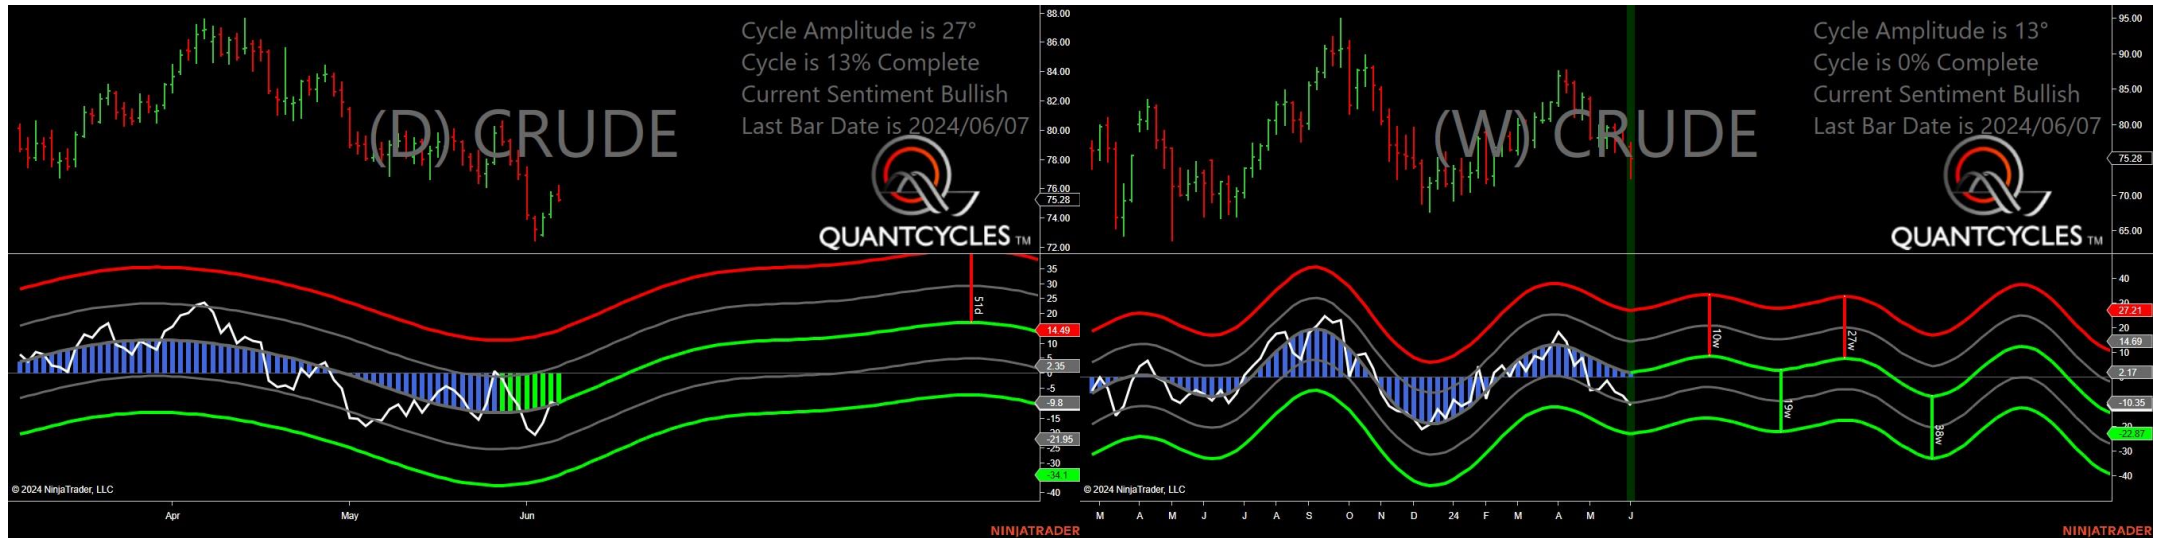 Cycle Amplitude is 27°
Cycle is 13% Complete
Current Sentiment Bullish
Last Bar Date is 2024/06/07
(D) CRUDE
QUANTCYCLES TM
88.00
86.00
84.00
82.00
80.00
78.00
76.00
75.28
74.00
72.00
35
30
25
20
14.49
10
5
2.35
0
-5
-9.8
-15
-21.95
-25
-30
-34.1
-40
51d
© 2024 NinjaTrader, LLC
Apr May Jun
NINJATRADER
Cycle Amplitude is 13°
Cycle is 0% Complete
Current Sentiment Bullish
Last Bar Date is 2024/06/07
(W) CRUDE
QUANTCYCLES TM
95.00
90.00
85.00
80.00
75.28
70.00
65.00
40
27.21
20
14.69
10
2.17
-10.35
-22.87
-30
-40
10w
27w
19w
38w
© 2024 NinjaTrader, LLC
M A M J J A S O N D 24 F M A M J
NINJATRADER